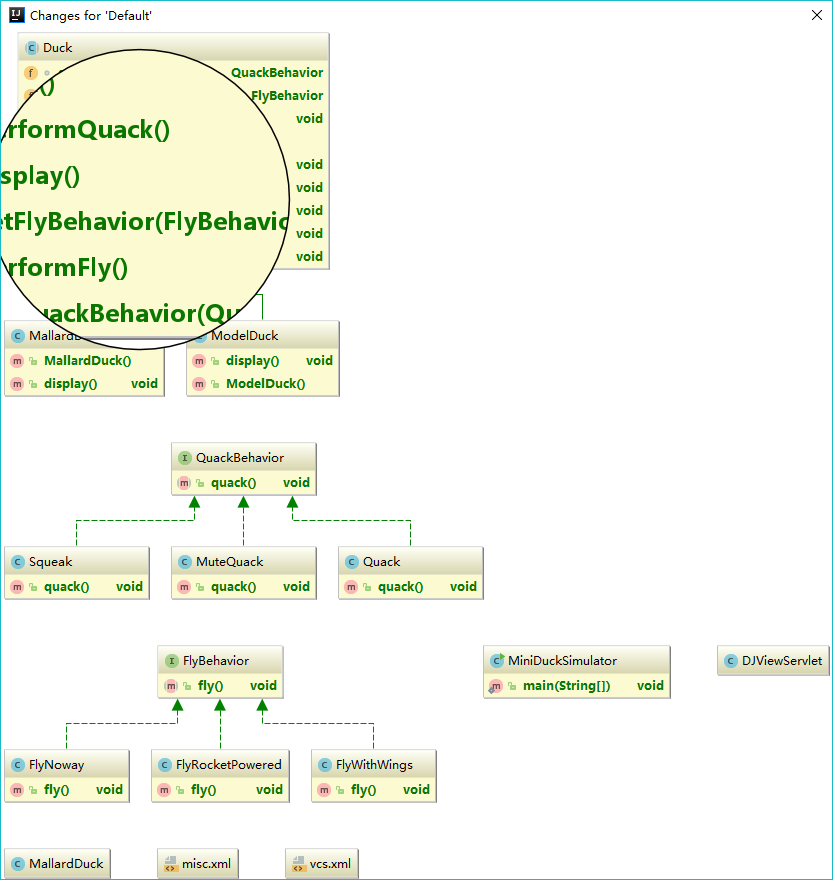 Changes for 'Default'
Duck
QuackBehavior
()
FlyBehavior
void
rformQuack()
void
splay()
void
void
etFlyBehavior(FlyBehavio
void
rformFly()
void
uackBehavior(Qu
Mallard
ModelDuck
MallardDuck()
display() void
display() void
ModelDuck()
QuackBehavior
quack() void
Squeak
MuteQuack
Quack
quack() void
quack() void
quack() void
FlyBehavior
MiniDuckSimulator
DJViewServlet
fly() void
main(String[]) void
FlyNoway
FlyRocketPowered
FlyWithWings
fly() void
fly() void
fly() void
MallardDuck
misc.xml
vcs.xml